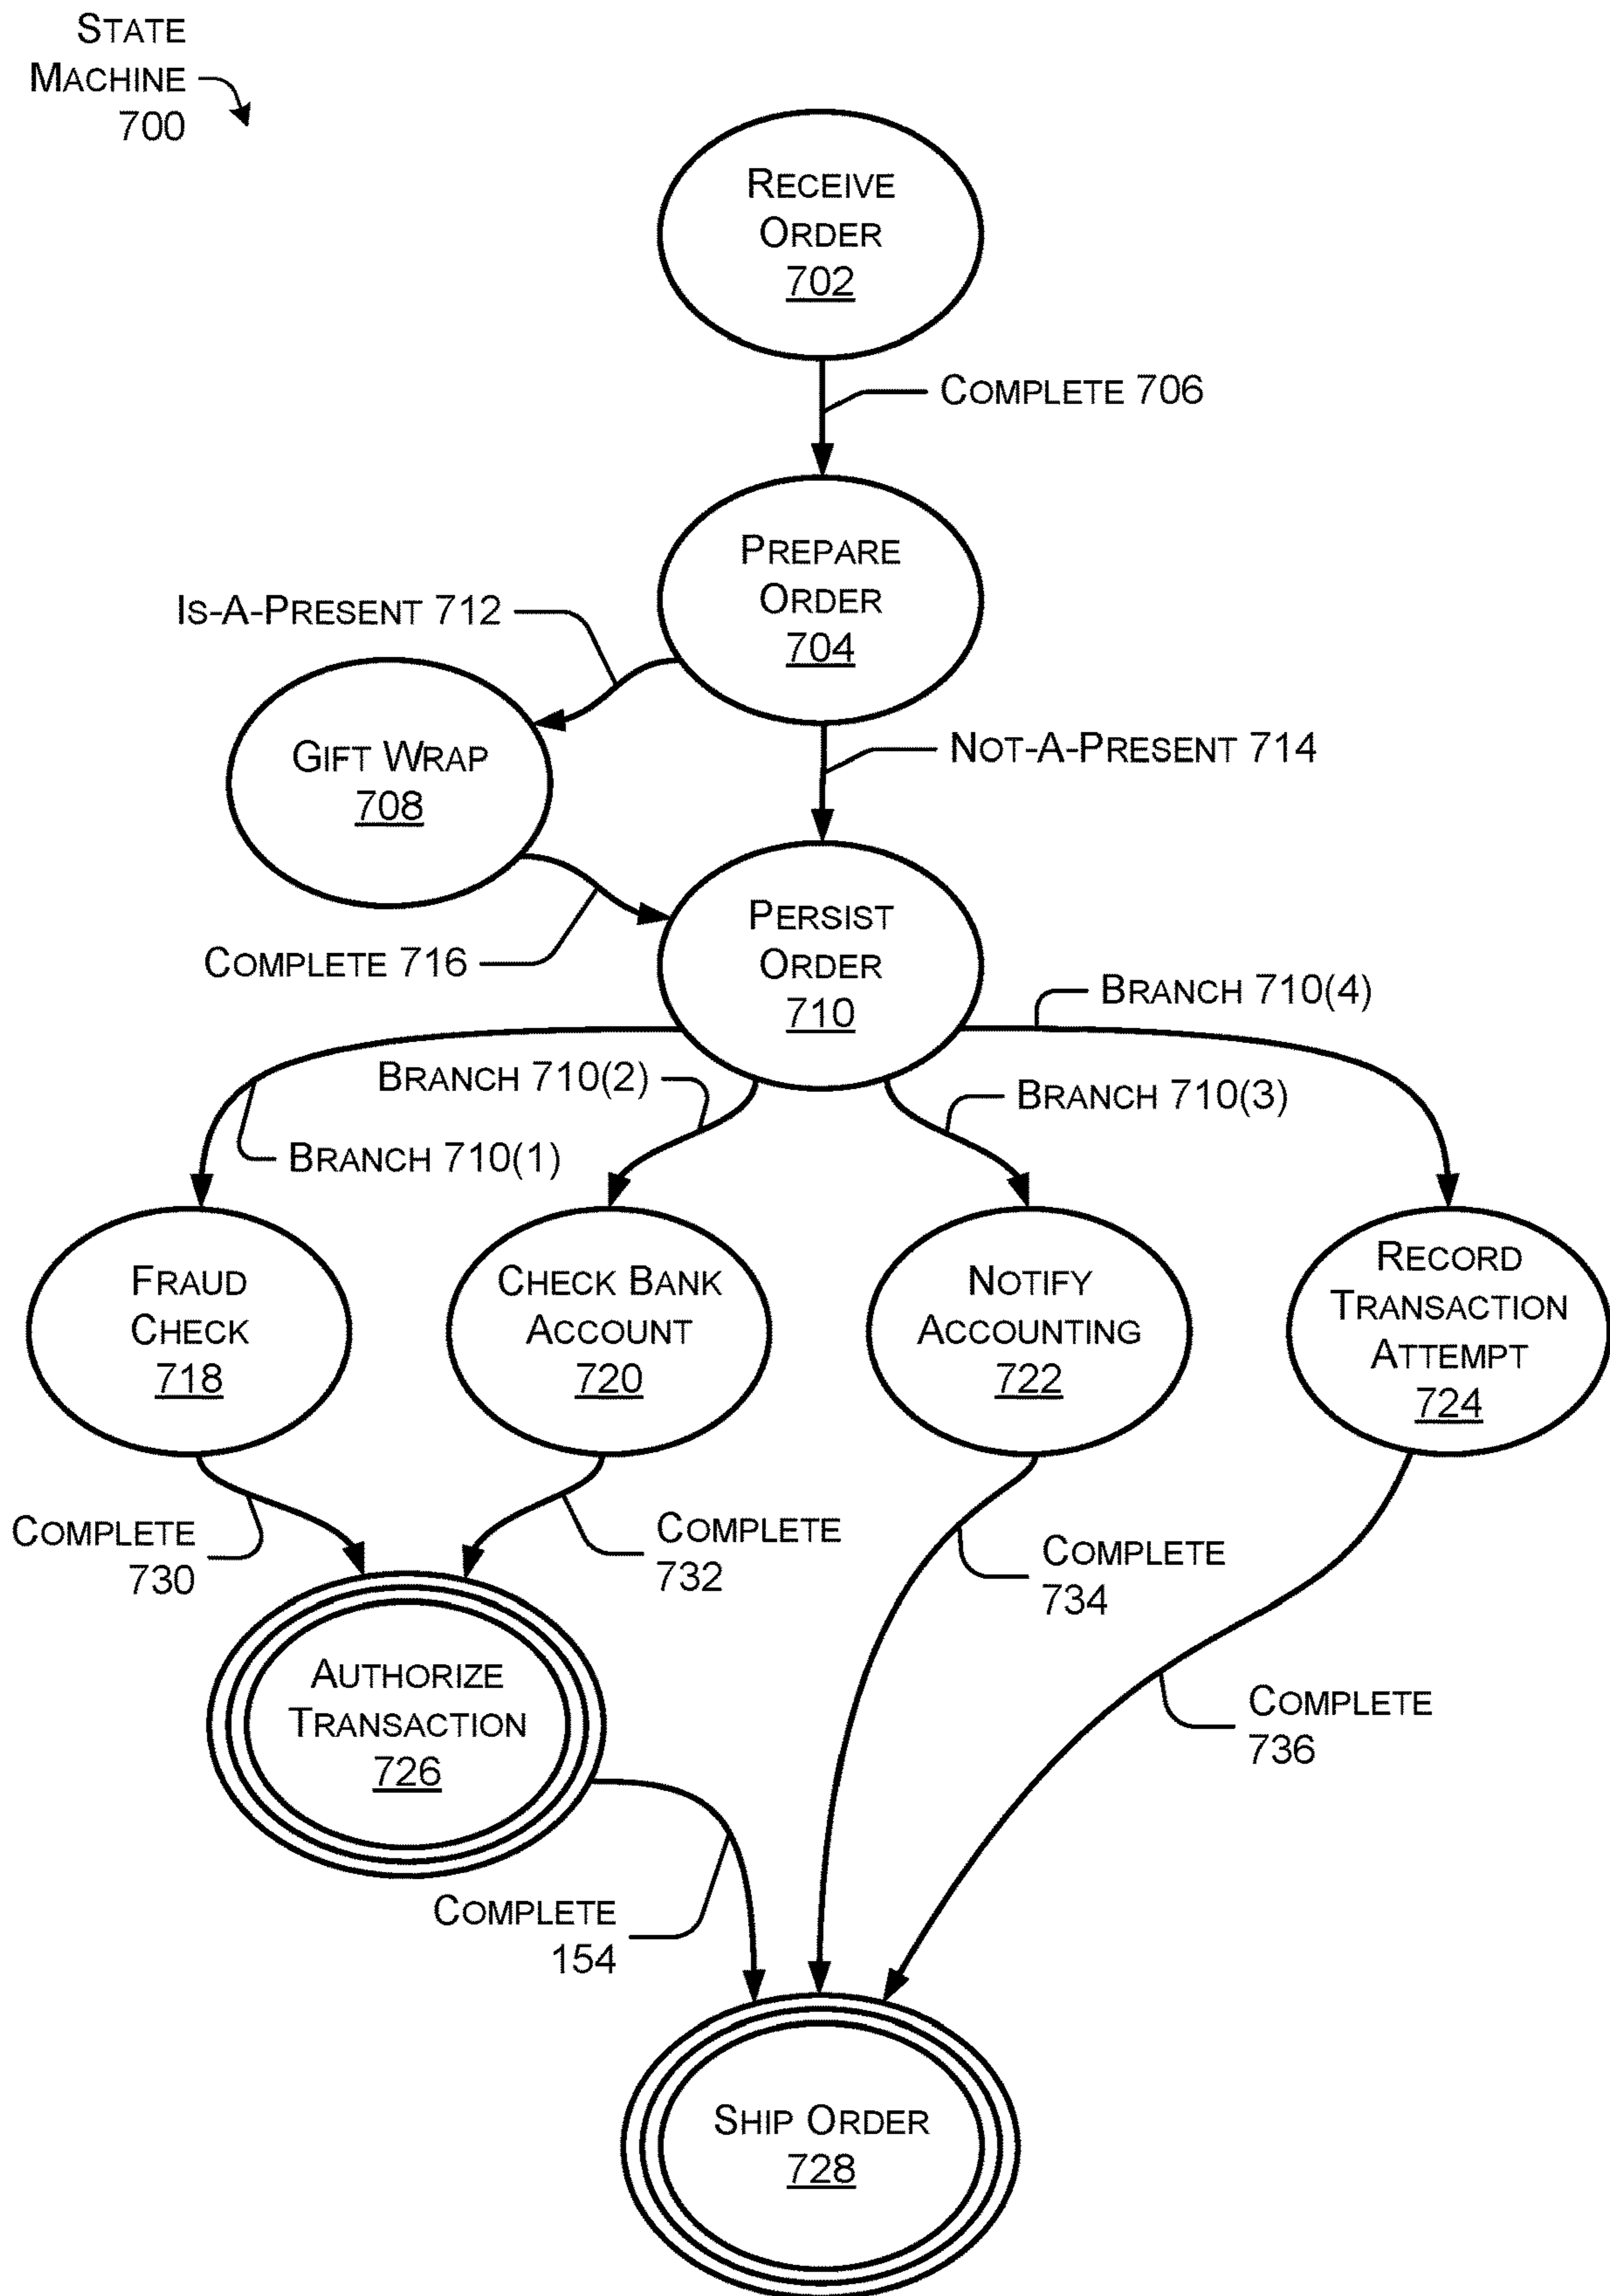 STATE
MACHINE
700
RECEIVE
ORDER
702
COMPLETE 706
PREPARE
ORDER
704
IS-A-PRESENT 712
NOT-A-PRESENT 714
GIFT WRAP
708
COMPLETE 716
PERSIST
ORDER
710
BRANCH 710(4)
BRANCH 710(2)
BRANCH 710(3)
BRANCH 710(1)
FRAUD
CHECK
718
CHECK BANK
ACCOUNT
720
NOTIFY
ACCOUNTING
722
RECORD
TRANSACTION
ATTEMPT
724
COMPLETE
730
COMPLETE
732
COMPLETE
734
COMPLETE
736
AUTHORIZE
TRANSACTION
726
COMPLETE
154
SHIP ORDER
728